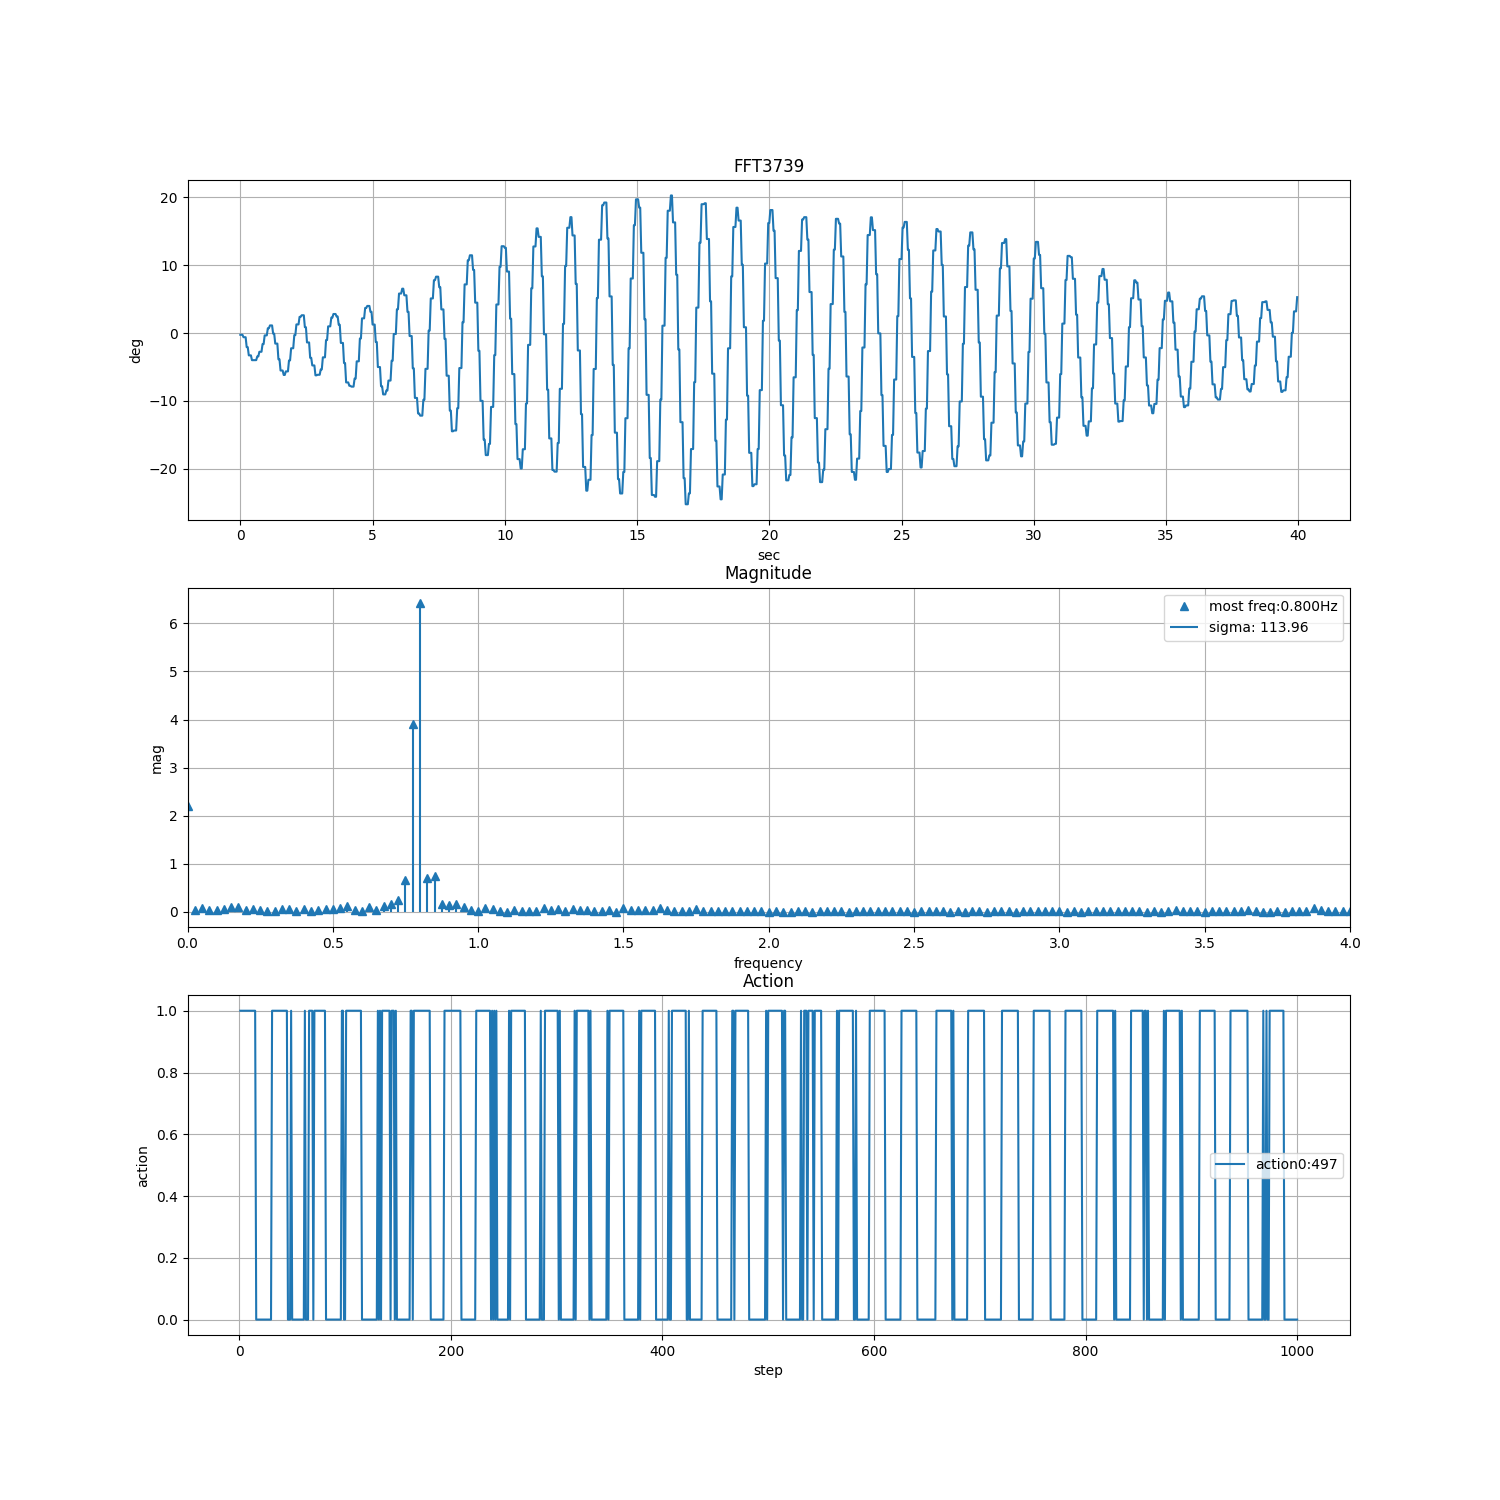 FFT3739
20
10
0
−10
−20
deg
0 5 10 15 20 25 30 35 40
sec
Magnitude
most freq:0.800Hz
sigma: 113.96
6
5
4
3
2
1
0
mag
0.0 0.5 1.0 1.5 2.0 2.5 3.0 3.5 4.0
frequency
Action
1.0
0.8
0.6
0.4
0.2
0.0
action
action0:497
0 200 400 600 800 1000
step